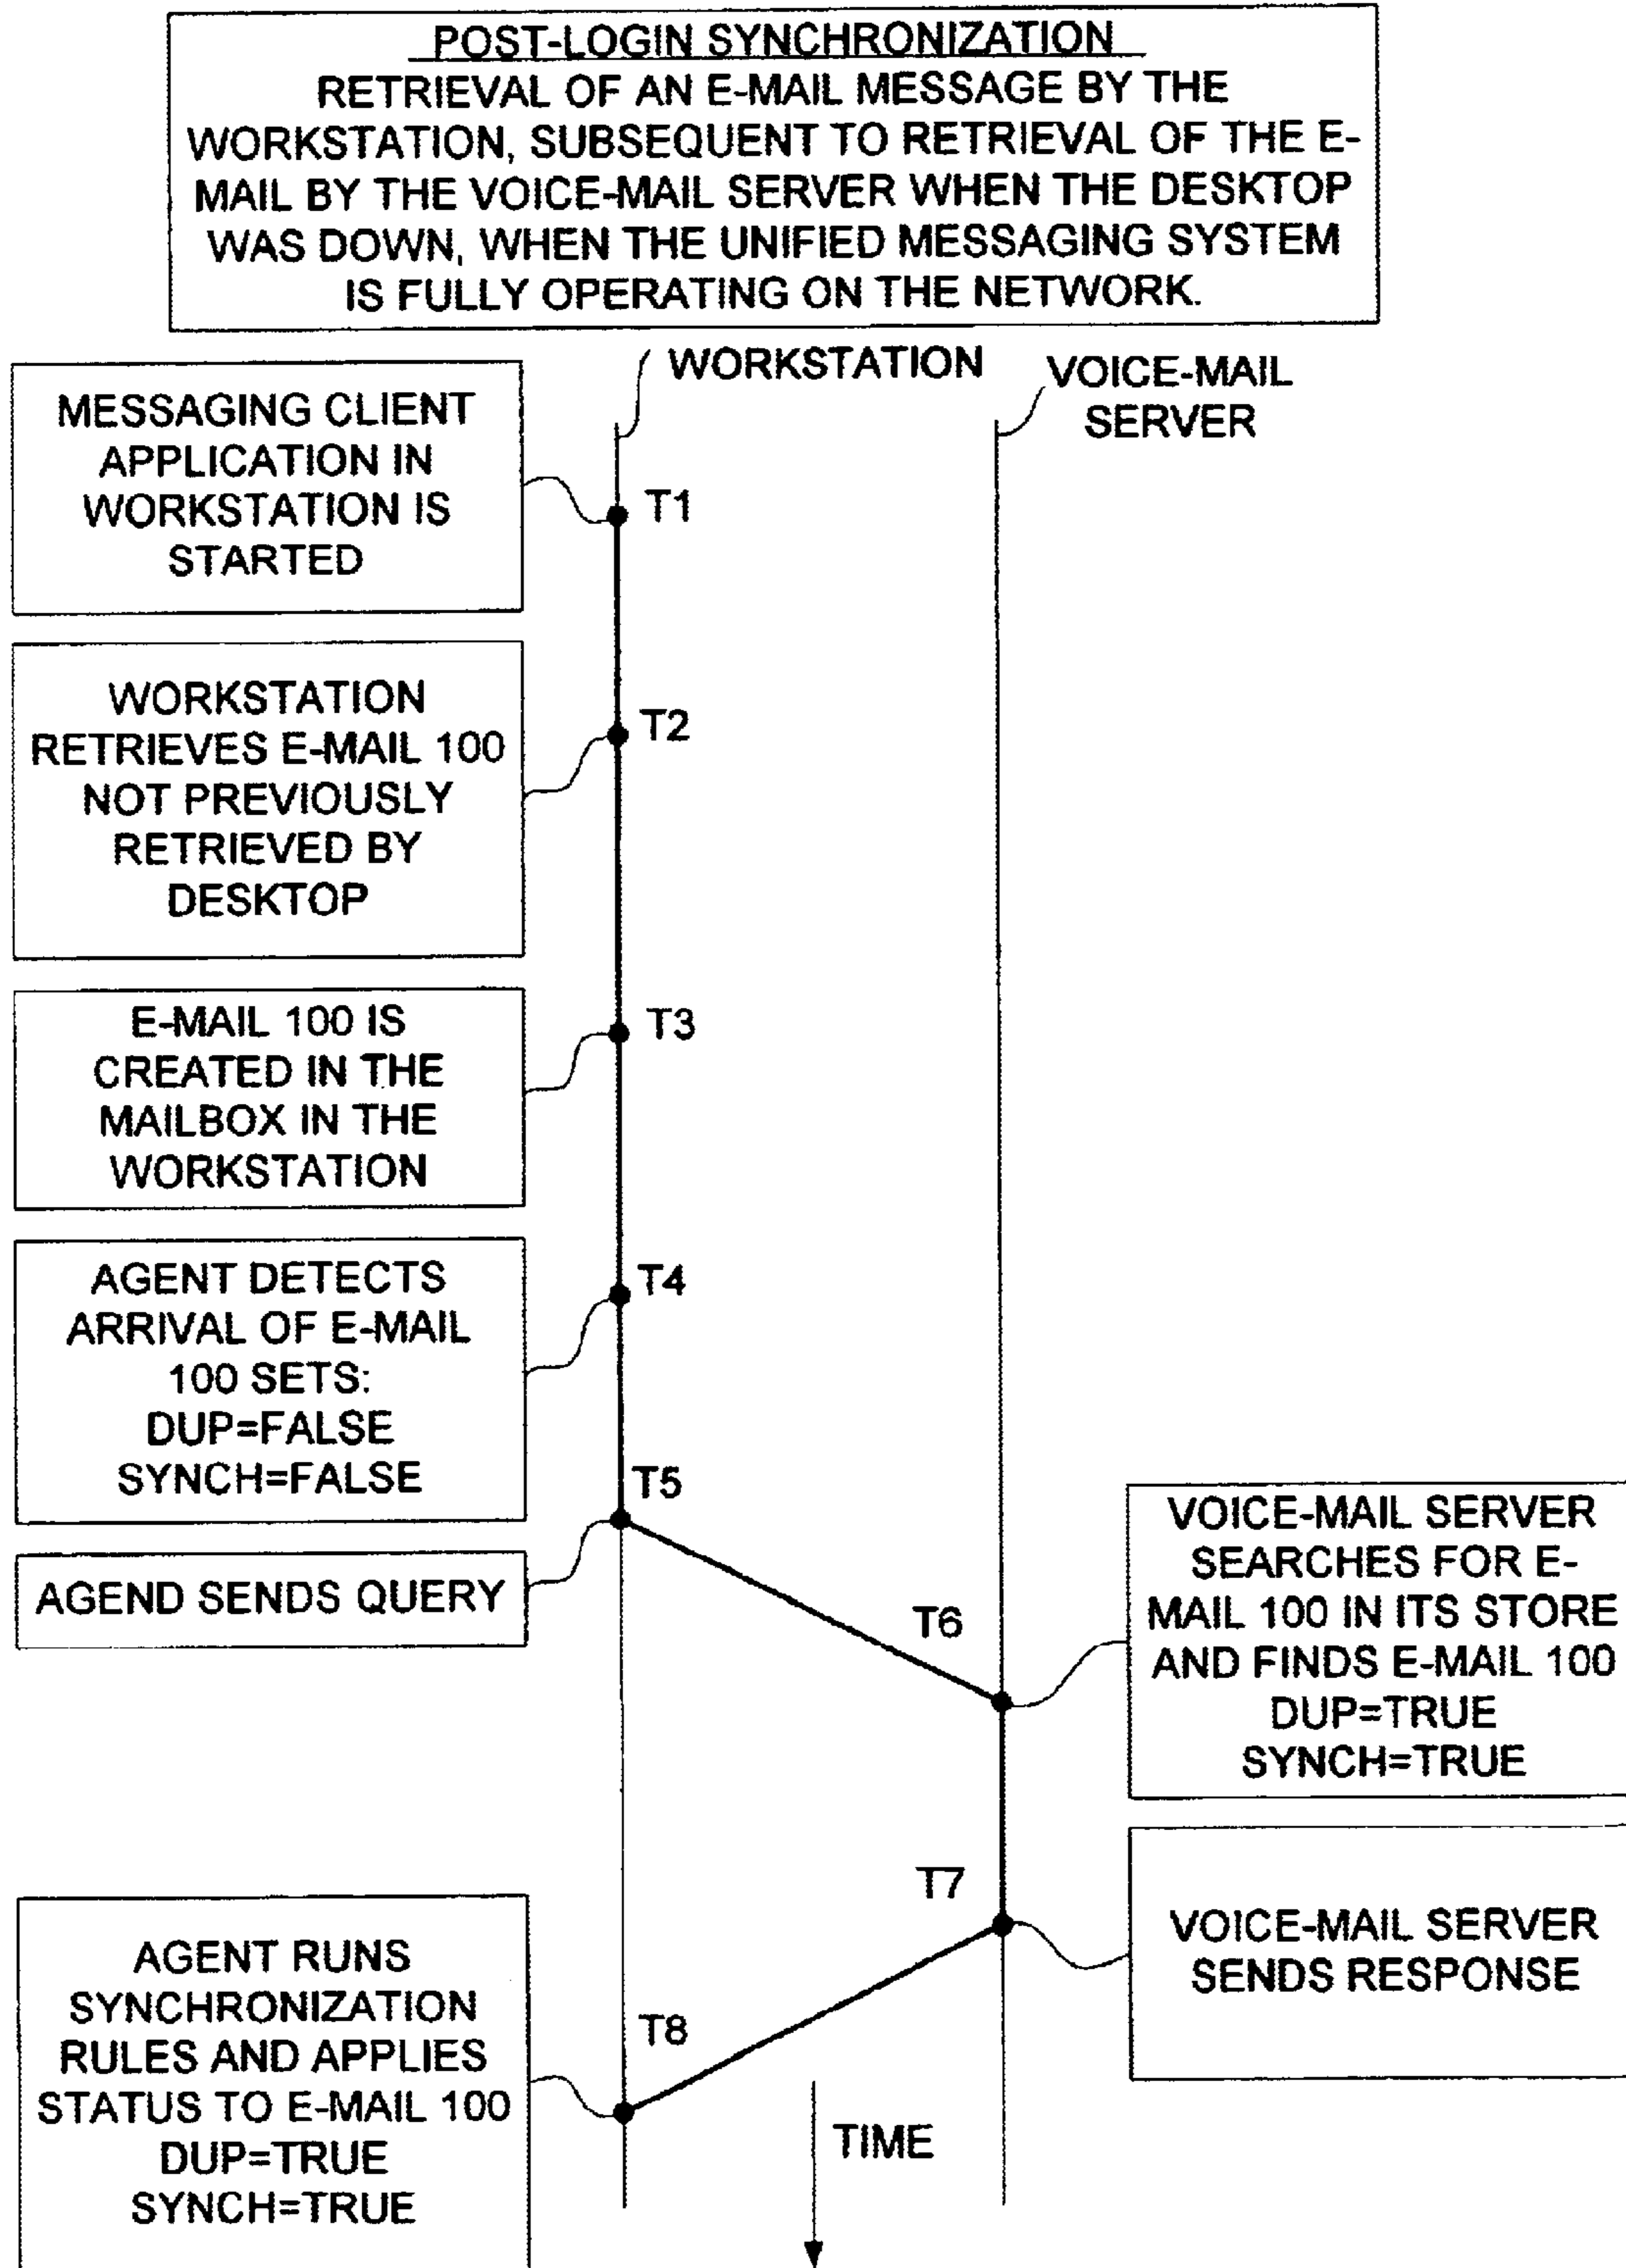 POST-LOGIN SYNCHRONIZATION
RETRIEVAL OF AN E-MAIL MESSAGE BY THE
WORKSTATION, SUBSEQUENT TO RETRIEVAL OF THE E-
MAIL BY THE VOICE-MAIL SERVER WHEN THE DESKTOP
WAS DOWN, WHEN THE UNIFIED MESSAGING SYSTEM
IS FULLY OPERATING ON THE NETWORK.
WORKSTATION
VOICE-MAIL
SERVER
MESSAGING CLIENT
APPLICATION IN
WORKSTATION IS
STARTED
T1
WORKSTATION
RETRIEVES E-MAIL 100
NOT PREVIOUSLY
RETRIEVED BY
DESKTOP
T2
E-MAIL 100 IS
CREATED IN THE
MAILBOX IN THE
WORKSTATION
T3
AGENT DETECTS
ARRIVAL OF E-MAIL
100 SETS:
DUP=FALSE
SYNCH=FALSE
T4
T5
AGEND SENDS QUERY
T6
VOICE-MAIL SERVER
SEARCHES FOR E-
MAIL 100 IN ITS STORE
AND FINDS E-MAIL 100
DUP=TRUE
SYNCH=TRUE
T7
VOICE-MAIL SERVER
SENDS RESPONSE
AGENT RUNS
SYNCHRONIZATION
RULES AND APPLIES
STATUS TO E-MAIL 100
DUP=TRUE
SYNCH=TRUE
T8
TIME